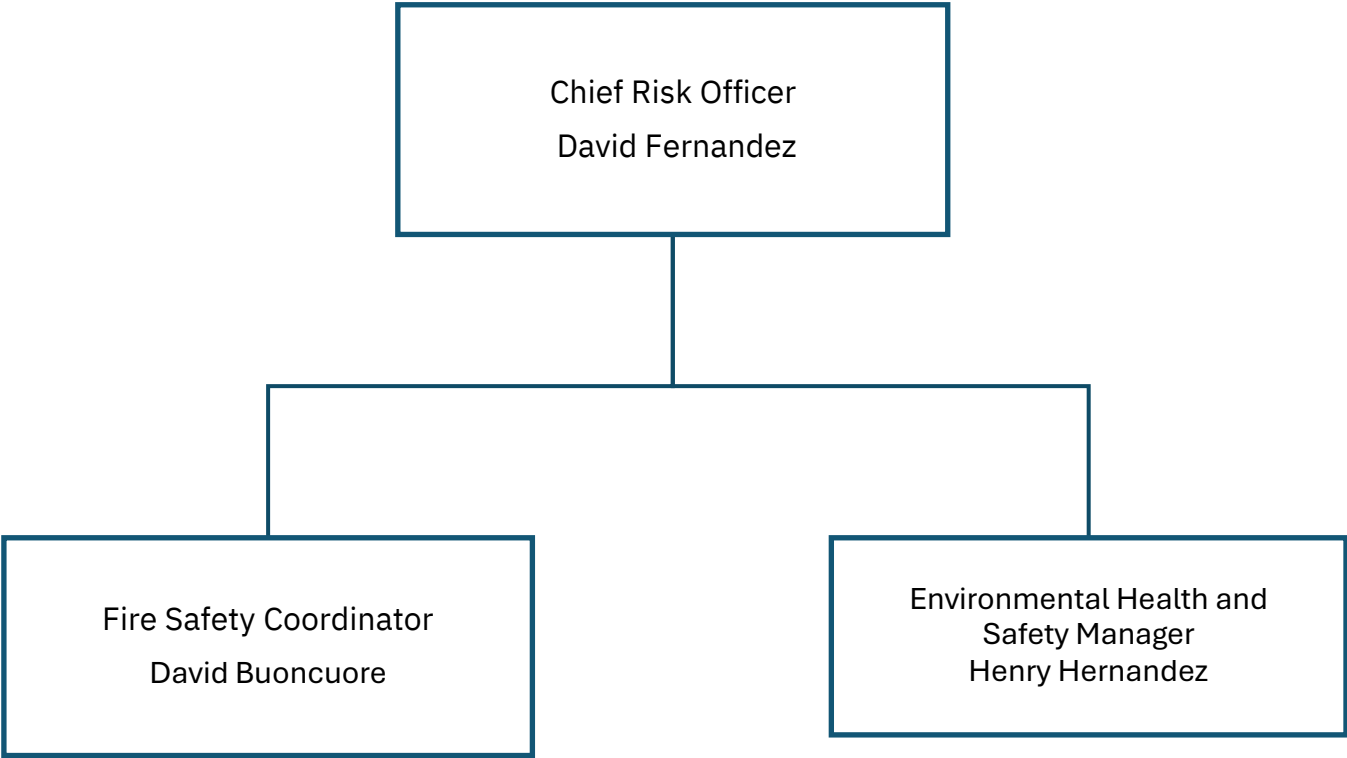 Chief Risk Officer
David Fernandez
Fire Safety Coordinator
David Buoncuore
Environmental Health and
Safety Manager
Henry Hernandez